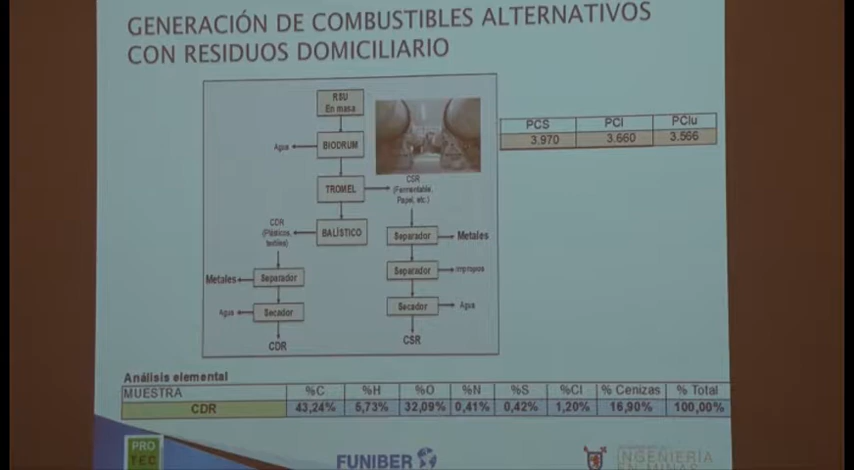 GENERACIÓN DE COMBUSTIBLES ALTERNATIVOS
CON RESIDUOS DOMICILIARIO
RSU
En masa
Agua
BIODRUM
TROMEL
CSR
(Fermentable,
Papel, etc.)
CDR
(Plásticos,
textiles)
BALÍSTICO
Separador
Metales
Metales
Separador
Separador
Impropios
Agua
Secador
Secador
Agua
CDR
CSR
PCS PCI PCIu
3.970 3.660 3.566
Análisis elemental
MUESTRA %C %H %O %N %S %Cl % Cenizas % Total
CDR 43,24% 5,73% 32,09% 0,41% 0,42% 1,20% 16,90% 100,00%
PRO
TEC
FUNIBER
INGENIERÍA
EN MINAS